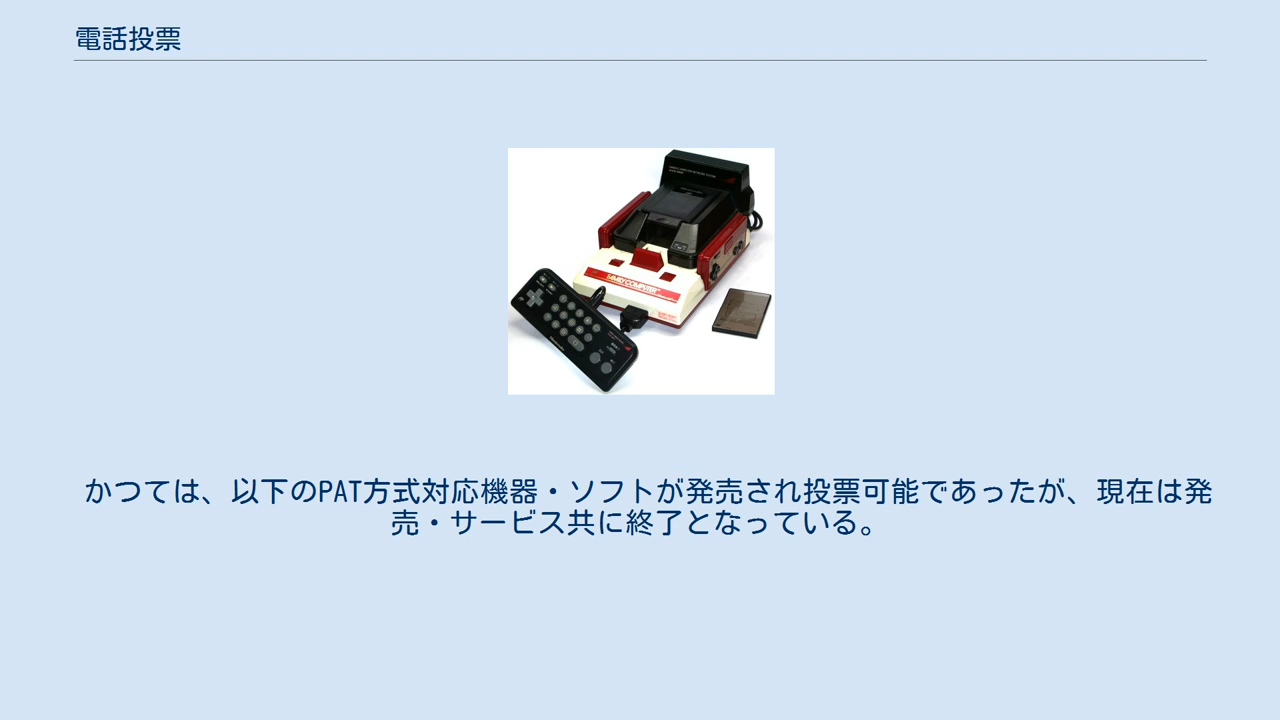 電話投票
FAMILY COMPUTER
かつては、以下のPAT方式対応機器・ソフトが発売され投票可能であったが、現在は発
売・サービス共に終了となっている。